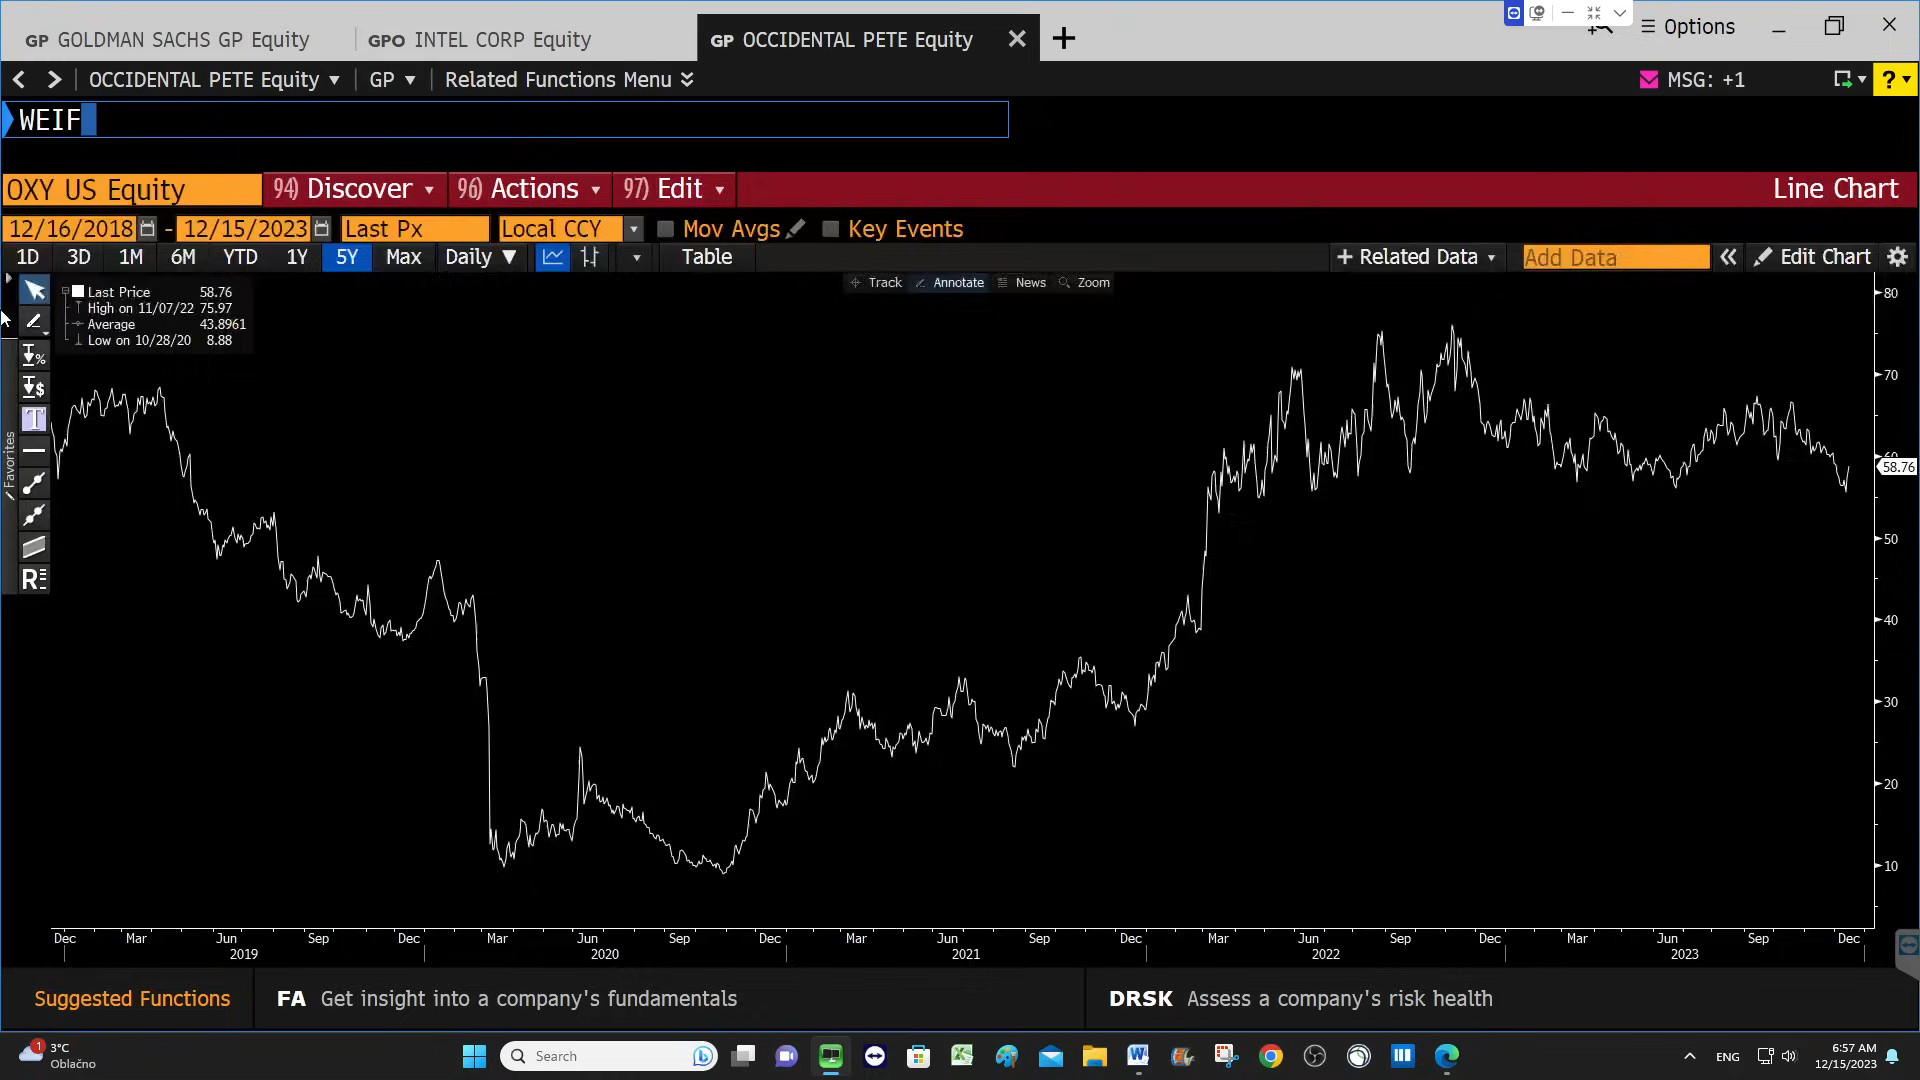 GP GOLDMAN SACHS GP Equity
GPO INTEL CORP Equity
GP OCCIDENTAL PETE Equity
Options
OCCIDENTAL PETE Equity
GP
Related Functions Menu
MSG: +1
?
WEIF
OXY US Equity
94) Discover
96) Actions
97) Edit
Line Chart
12/16/2018 - 12/15/2023
Last Px
Local CCY
Mov Avgs
Key Events
1D 3D 1M 6M YTD 1Y 5Y Max Daily
Table
+ Related Data
Add Data
Edit Chart
Track Annotate News Zoom
Last Price 58.76
High on 11/07/22 75.97
Average 43.8961
Low on 10/28/20 8.88
%
$
T
R
Favorites
80
70
60
58.76
50
40
30
20
10
Dec Mar Jun Sep Dec Mar Jun Sep Dec Mar Jun Sep Dec Mar Jun Sep Dec Mar Jun Sep Dec
2019 2020 2021 2022 2023
Suggested Functions
FA Get insight into a company's fundamentals
DRSK Assess a company's risk health
1
3°C
Oblačno
Search
ENG
6:57 AM
12/15/2023